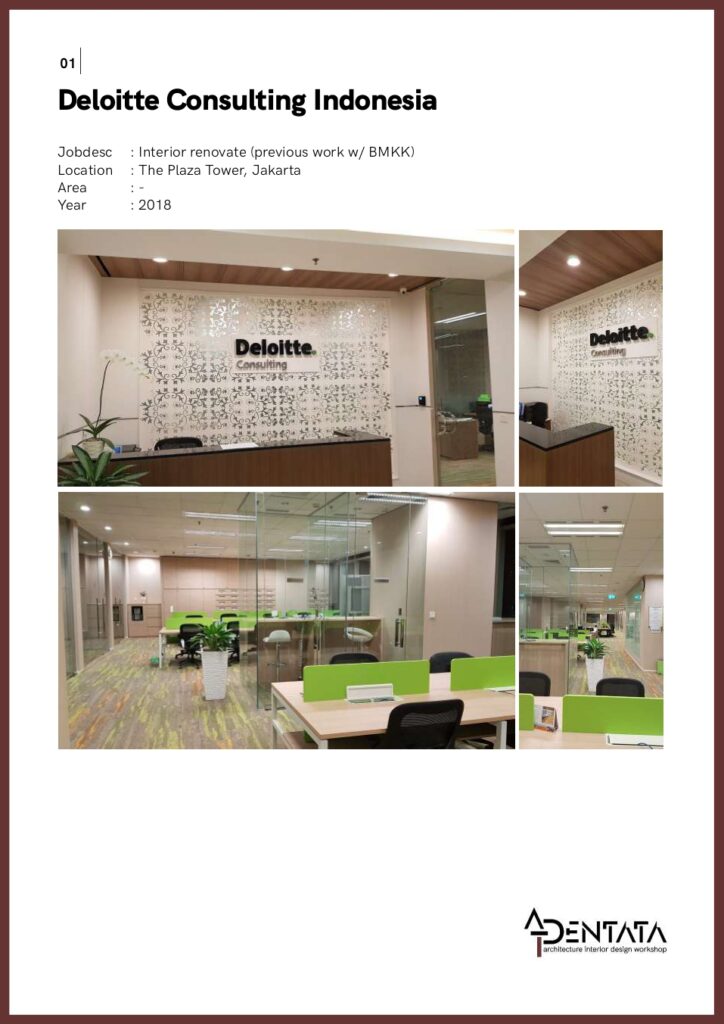 01
Deloitte Consulting Indonesia
Jobdesc : Interior renovate (previous work w/ BMKK)
Location : The Plaza Tower, Jakarta
Area : -
Year : 2018
Deloitte.
Consulting
Deloitte.
Consulting
ADENTATA
architecture interior design workshop